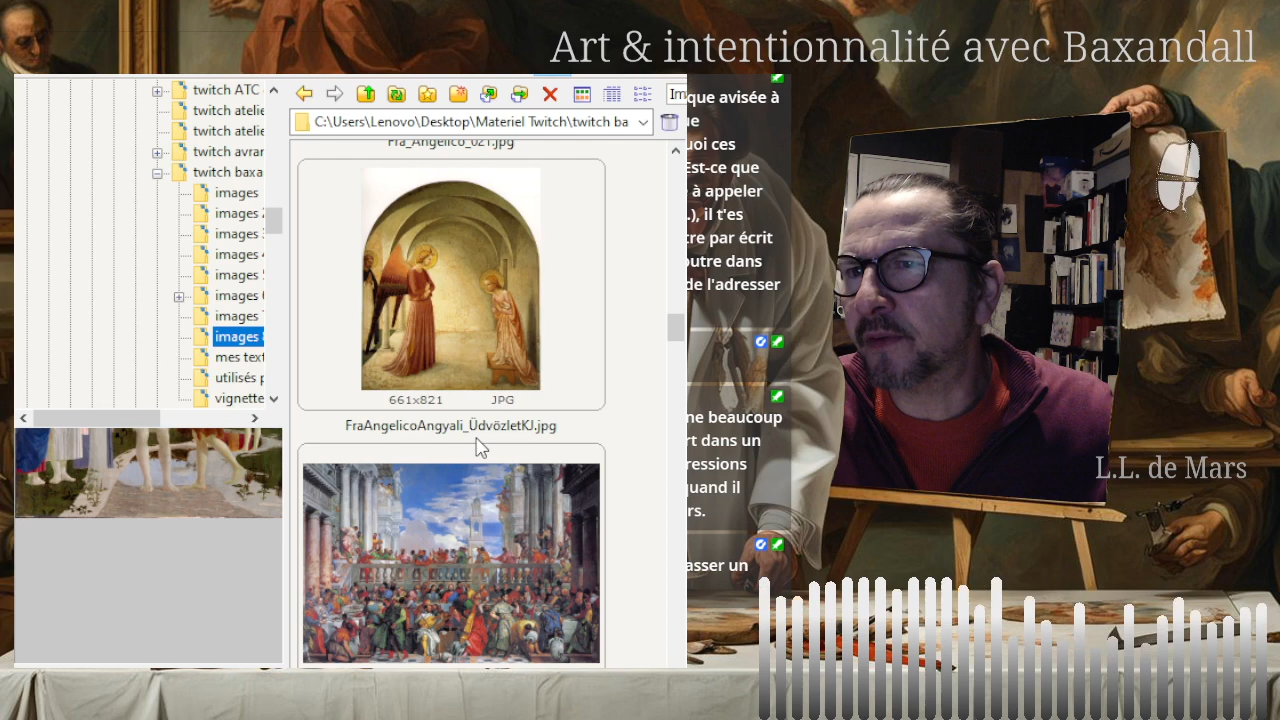 Art & intentionnalité avec Baxandall
twitch ATC
twitch atelie
twitch atelie
twitch avrar
twitch baxa
images
images
images
images
images
images
images
images
mes text
utilisés p
vignette
Im
C:\Users\Lenovo\Desktop\Materiel Twitch\twitch ba
Fra_Angelico_021.jpg
661x821 JPG
FraAngelicoAngyali_ÜdvözletKJ.jpg
que avisée à
ue
uoi ces
Est-ce que
à appeler
.), il t'es
tre par écrit
outre dans
de l'adresser
ne beaucoup
rt dans un
ressions
quand il
rs.
asser un
L.L. de Mars